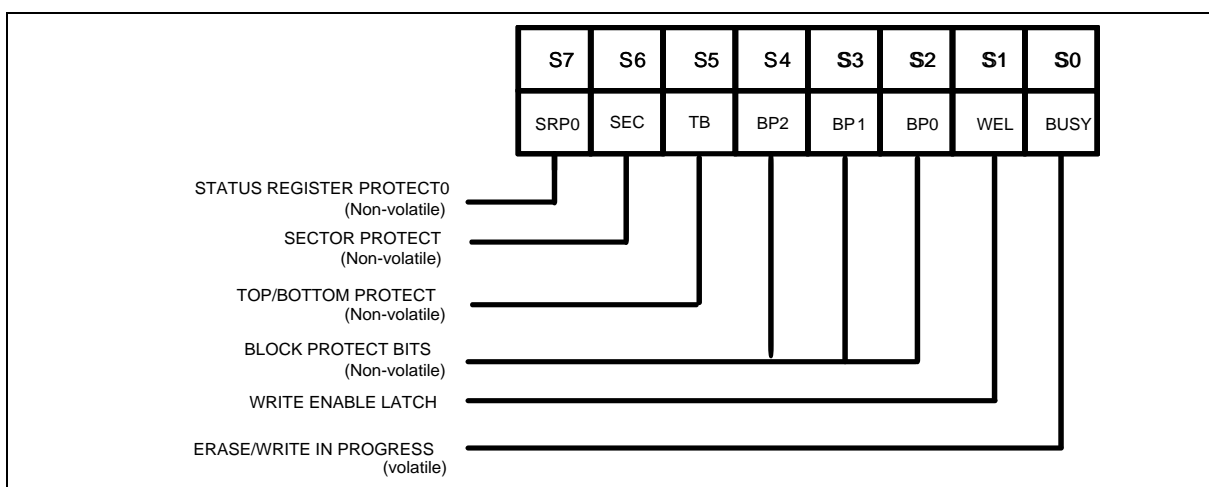 S7 S6 S5 S4 S3 S2 S1 S0
SRP0 SEC TB BP2 BP1 BP0 WEL BUSY
STATUS REGISTER PROTECT0
(Non-volatile)
SECTOR PROTECT
(Non-volatile)
TOP/BOTTOM PROTECT
(Non-volatile)
BLOCK PROTECT BITS
(Non-volatile)
WRITE ENABLE LATCH
ERASE/WRITE IN PROGRESS
(volatile)